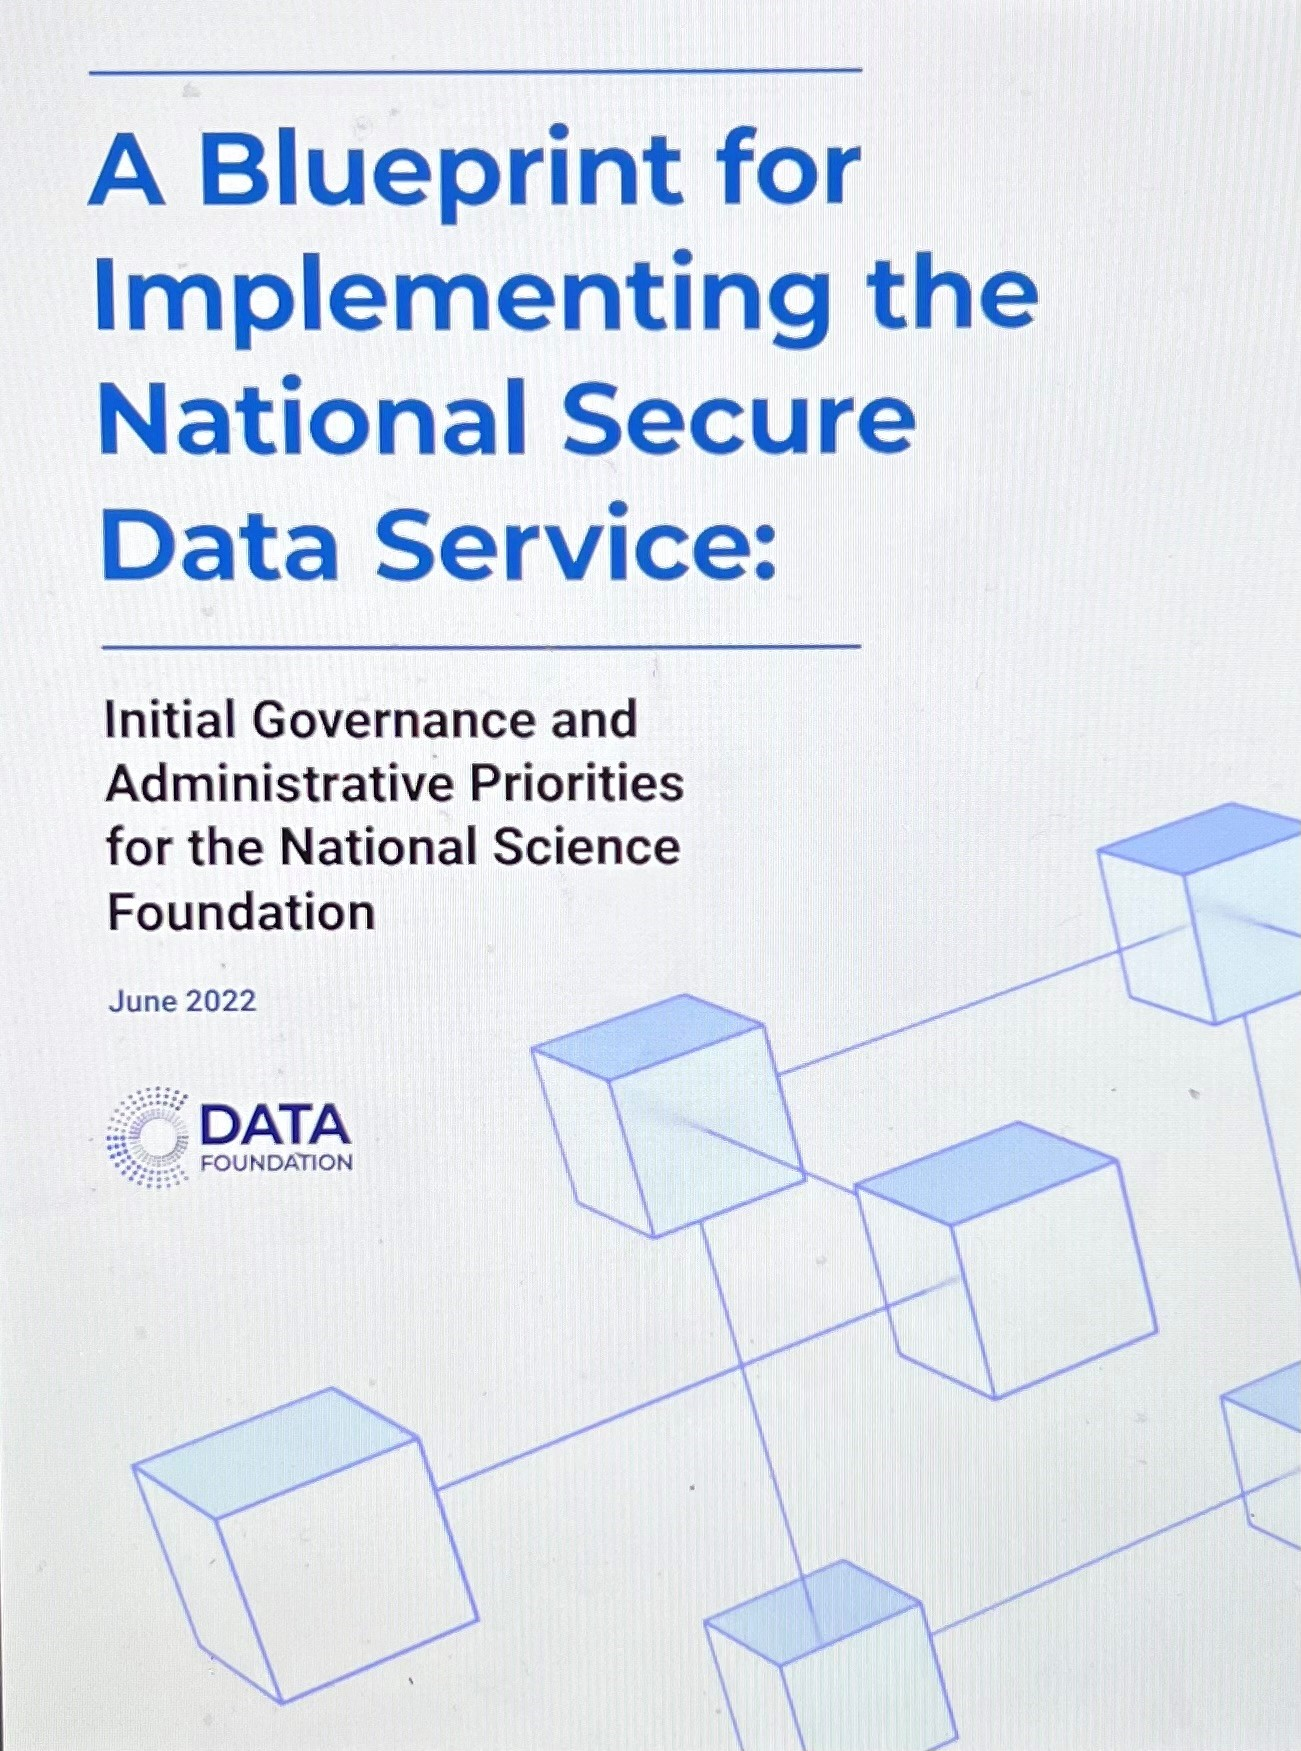 A Blueprint for
Implementing the
National Secure
Data Service:
Initial Governance and
Administrative Priorities
for the National Science
Foundation
June 2022
DATA
FOUNDATION